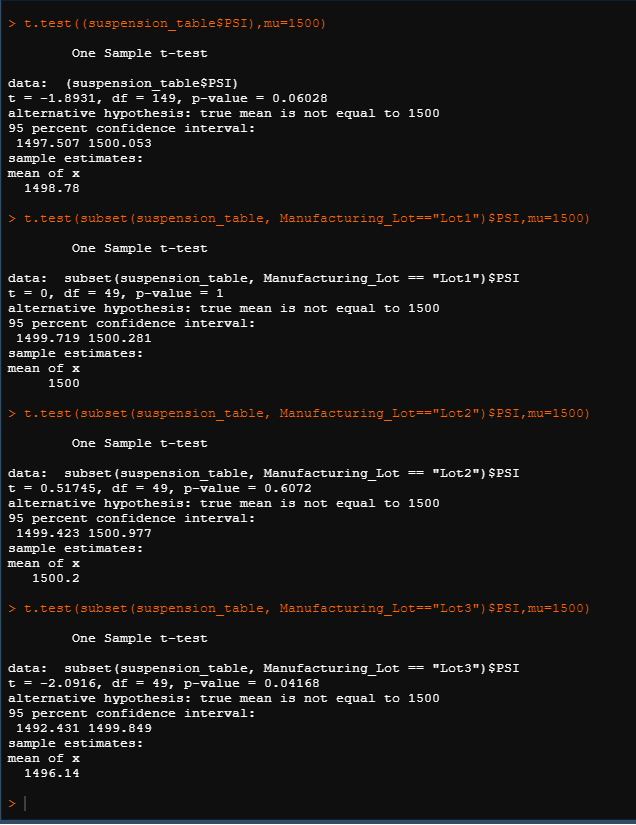 > t.test((suspension_table$PSI),mu=1500)
One Sample t-test
data:  (suspension_table$PSI)
t = -1.8931, df = 149, p-value = 0.06028
alternative hypothesis: true mean is not equal to 1500
95 percent confidence interval:
1497.507 1500.053
sample estimates:
mean of x
1498.78
> t.test(subset(suspension_table, Manufacturing_Lot=="Lot1")$PSI,mu=1500)
One Sample t-test
data:  subset(suspension_table, Manufacturing_Lot == "Lot1")$PSI
t = 0, df = 49, p-value = 1
alternative hypothesis: true mean is not equal to 1500
95 percent confidence interval:
1499.719 1500.281
sample estimates:
mean of x
1500
> t.test(subset(suspension_table, Manufacturing_Lot=="Lot2")$PSI,mu=1500)
One Sample t-test
data:  subset(suspension_table, Manufacturing_Lot == "Lot2")$PSI
t = 0.51745, df = 49, p-value = 0.6072
alternative hypothesis: true mean is not equal to 1500
95 percent confidence interval:
1499.423 1500.977
sample estimates:
mean of x
1500.2
> t.test(subset(suspension_table, Manufacturing_Lot=="Lot3")$PSI,mu=1500)
One Sample t-test
data:  subset(suspension_table, Manufacturing_Lot == "Lot3")$PSI
t = -2.0916, df = 49, p-value = 0.04168
alternative hypothesis: true mean is not equal to 1500
95 percent confidence interval:
1492.431 1499.849
sample estimates:
mean of x
1496.14
>